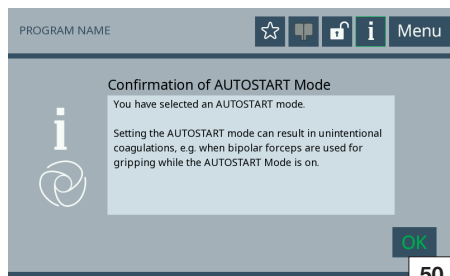 PROGRAM NAME
i Menu
Confirmation of AUTOSTART Mode
You have selected an AUTOSTART mode.
Setting the AUTOSTART mode can result in unintentional
coagulations, e.g. when bipolar forceps are used for
gripping while the AUTOSTART Mode is on.
i
OK
50